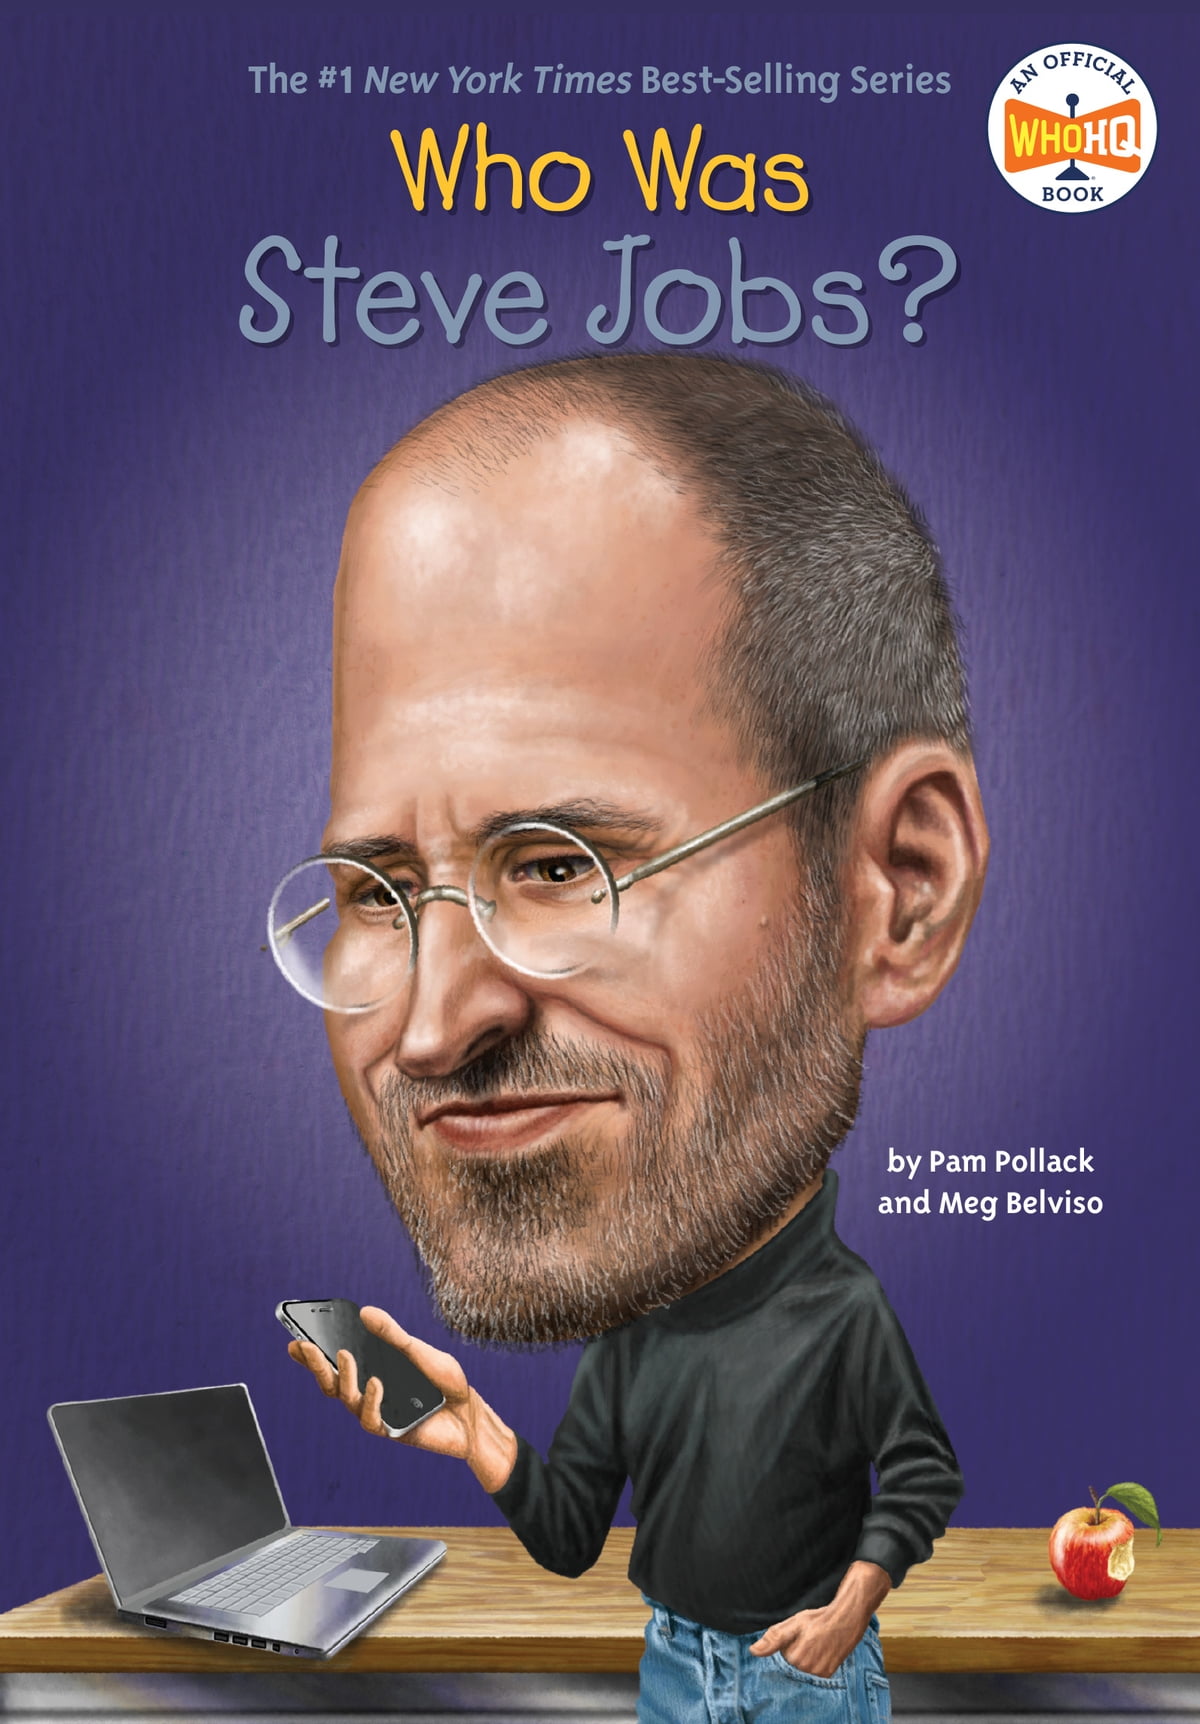 The #1 New York Times Best-Selling Series
AN OFFICIAL
WHOHQ
BOOK
Who Was
Steve Jobs?
by Pam Pollack
and Meg Belviso